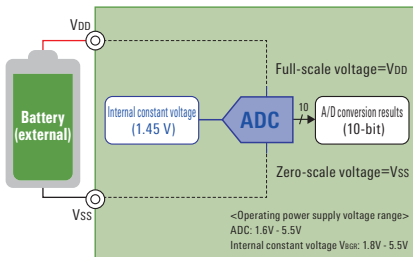 VDD
Full-scale voltage=VDD
Battery
(external)
Internal constant voltage
(1.45 V)
ADC
10
A/D conversion results
(10-bit)
Zero-scale voltage=VSS
VSS
<Operating power supply voltage range>
ADC: 1.6V - 5.5V
Internal constant voltage VBGR: 1.8V - 5.5V